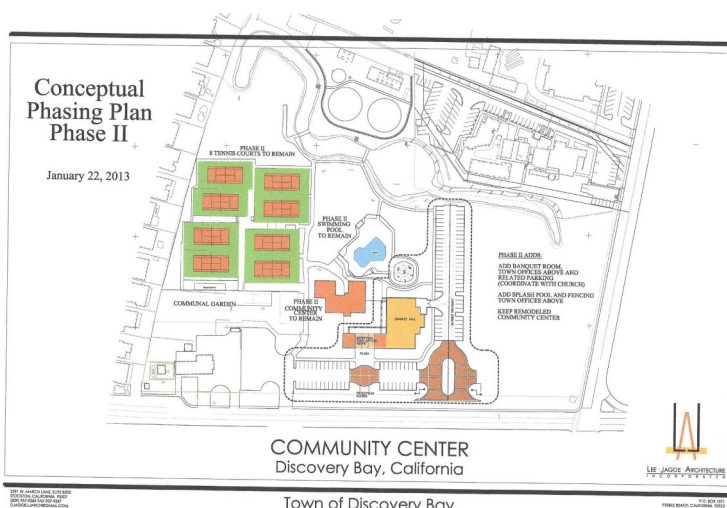 Conceptual
Phasing Plan
Phase II
January 22, 2013
PHASE II
8 TENNIS COURTS TO REMAIN
PHASE II
SWIMMING
POOL
TO REMAIN
COMMUNAL GARDEN
PHASE II
COMMUNITY
CENTER
TO REMAIN
BANQUET HALL
PLAZA
PHASE II ADDS:
ADD BANQUET ROOM,
TOWN OFFICES ABOVE AND
RELATED PARKING
(COORDINATE WITH CHURCH)
ADD SPLASH POOL AND FENCING
TOWN OFFICES ABOVE
KEEP REMODELED
COMMUNITY CENTER
COMMUNITY CENTER
Discovery Bay, California
LEE · JAGOE ARCHITECTURE
INCORPORATED
Town of Discovery Bay
P.O. BOX 1271
PEBBLE BEACH, CALIFORNIA